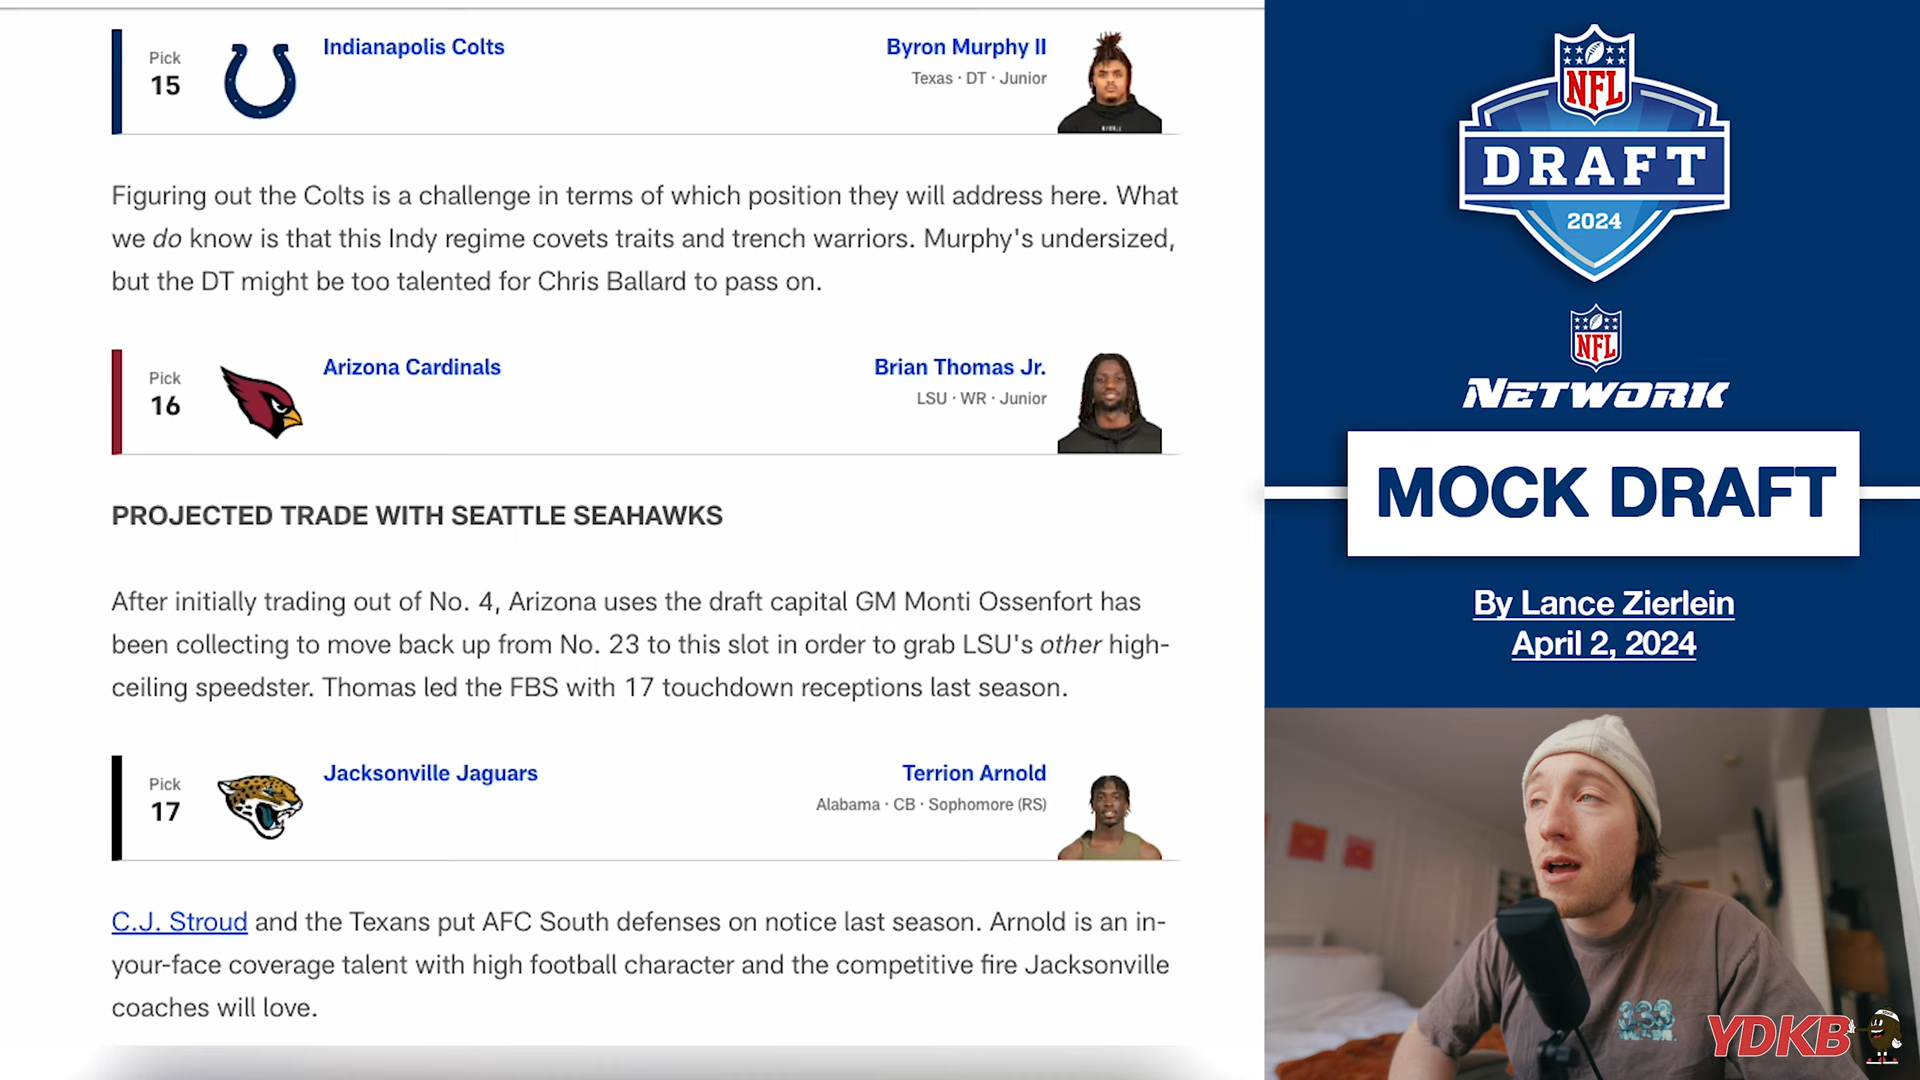 Pick
15
Indianapolis Colts
Byron Murphy II
Texas · DT · Junior
Figuring out the Colts is a challenge in terms of which position they will address here. What
we do know is that this Indy regime covets traits and trench warriors. Murphy's undersized,
but the DT might be too talented for Chris Ballard to pass on.
Pick
16
Arizona Cardinals
Brian Thomas Jr.
LSU · WR · Junior
PROJECTED TRADE WITH SEATTLE SEAHAWKS
After initially trading out of No. 4, Arizona uses the draft capital GM Monti Ossenfort has
been collecting to move back up from No. 23 to this slot in order to grab LSU's other high-
ceiling speedster. Thomas led the FBS with 17 touchdown receptions last season.
Pick
17
Jacksonville Jaguars
Terrion Arnold
Alabama · CB · Sophomore (RS)
C.J. Stroud and the Texans put AFC South defenses on notice last season. Arnold is an in-
your-face coverage talent with high football character and the competitive fire Jacksonville
coaches will love.
NFL
DRAFT
2024
NFL
NETWORK
MOCK DRAFT
By Lance Zierlein
April 2, 2024
YDKB